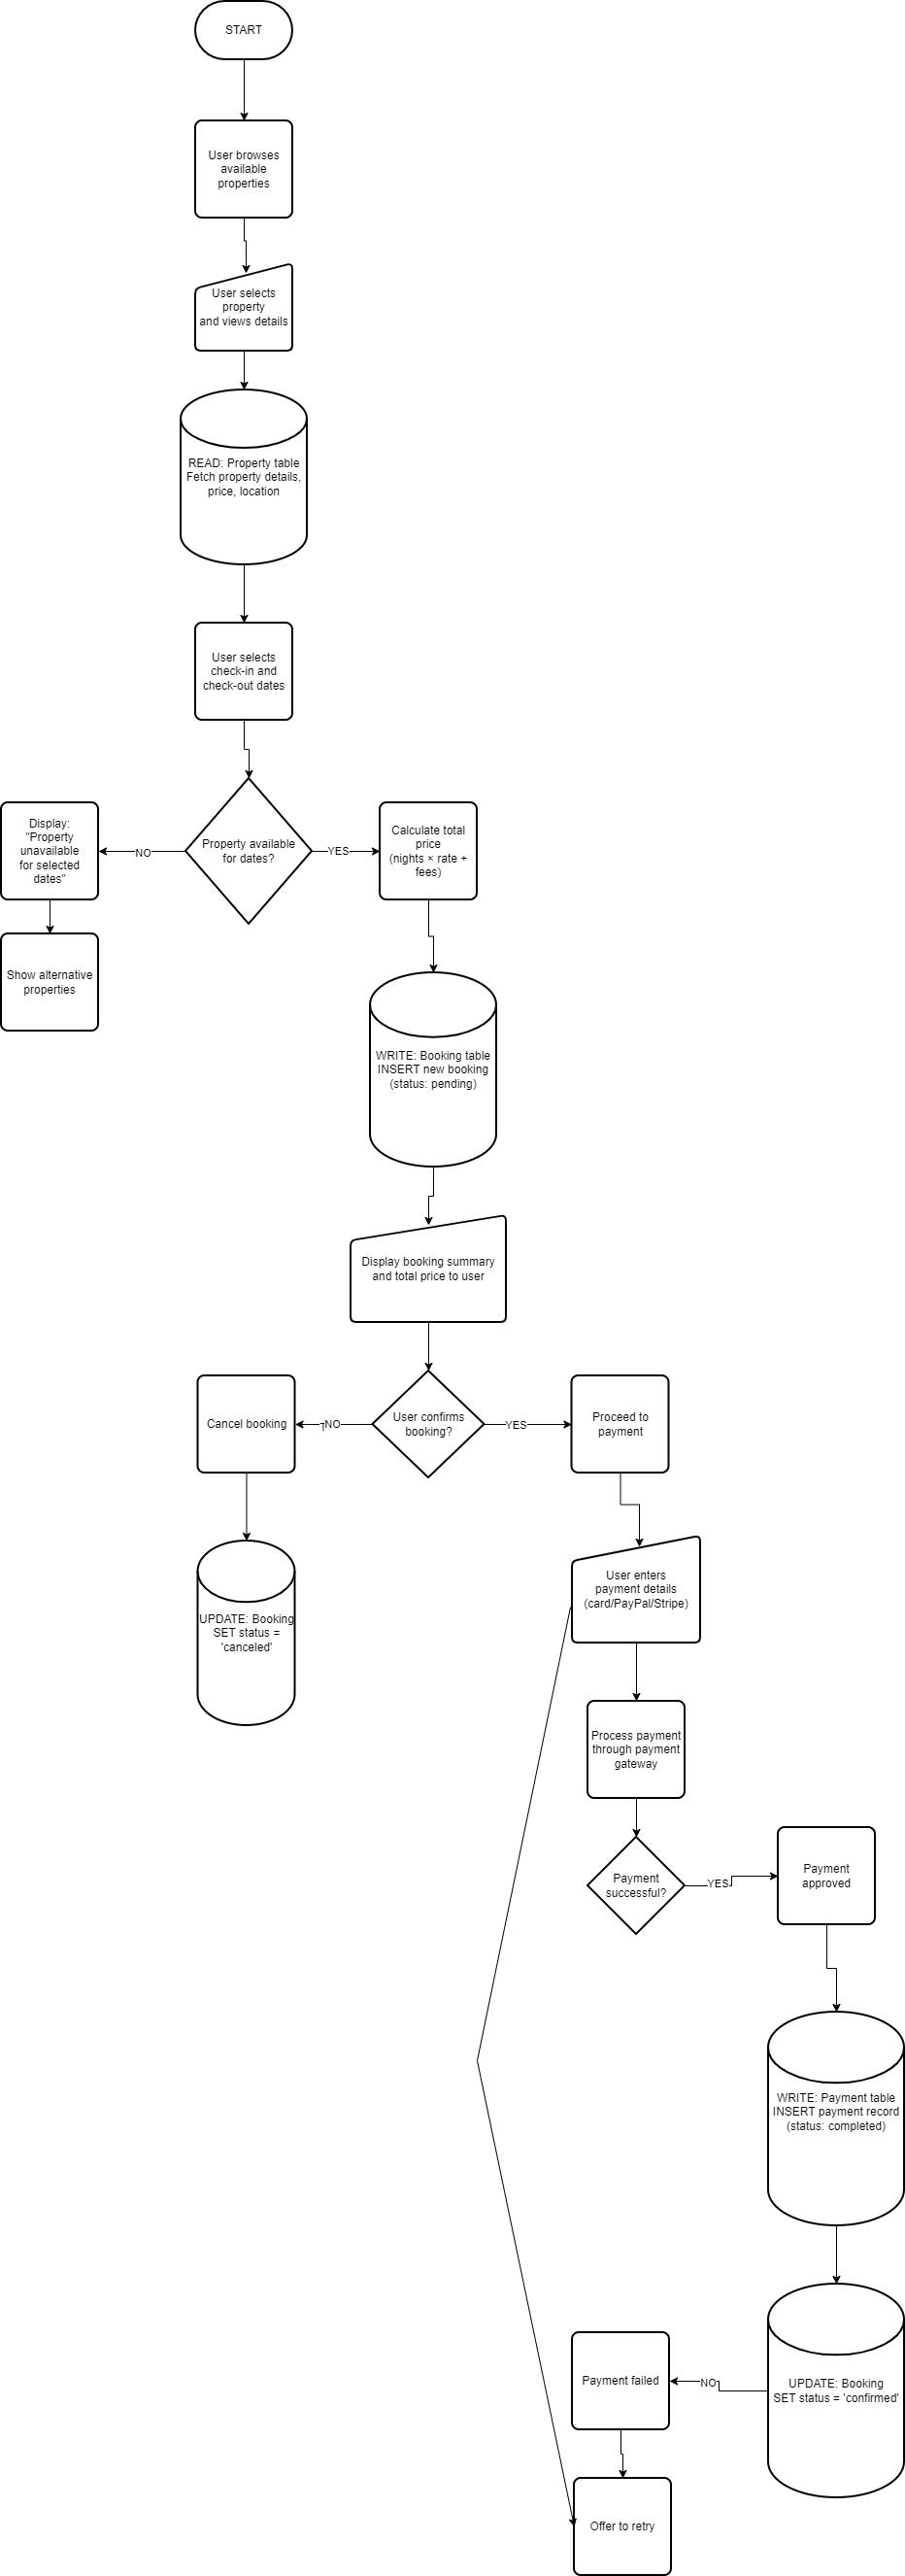 START
User browses
available
properties
User selects
property
and views details
READ: Property table
Fetch property details,
price, location
User selects
check-in and
check-out dates
Property available
for dates?
NO
YES
Display:
"Property
unavailable
for selected
dates"
Calculate total
price
(nights × rate +
fees)
Show alternative
properties
WRITE: Booking table
INSERT new booking
(status: pending)
Display booking summary
and total price to user
User confirms
booking?
┐NO
YES
Cancel booking
Proceed to
payment
UPDATE: Booking
SET status =
'canceled'
User enters
payment details
(card/PayPal/Stripe)
Process payment
through payment
gateway
Payment
successful?
YES
Payment
approved
WRITE: Payment table
INSERT payment record
(status: completed)
UPDATE: Booking
SET status = 'confirmed'
NO
Payment failed
Offer to retry